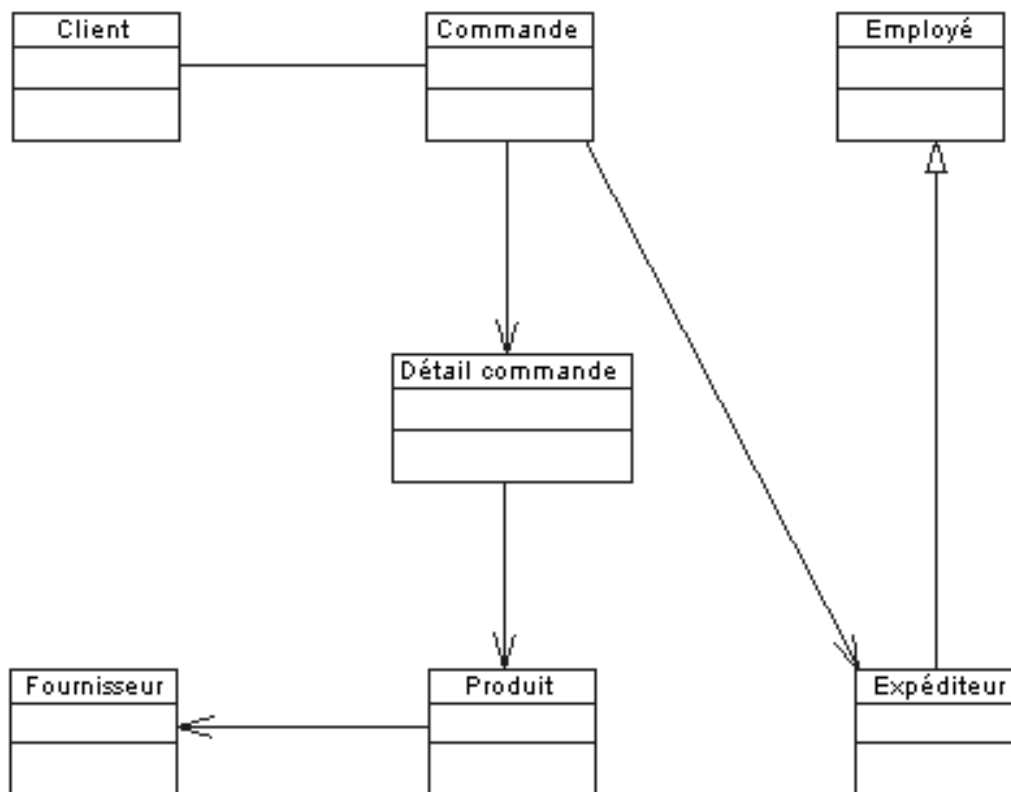 Client
Commande
Employé
Détail commande
Fournisseur
Produit
Expéditeur